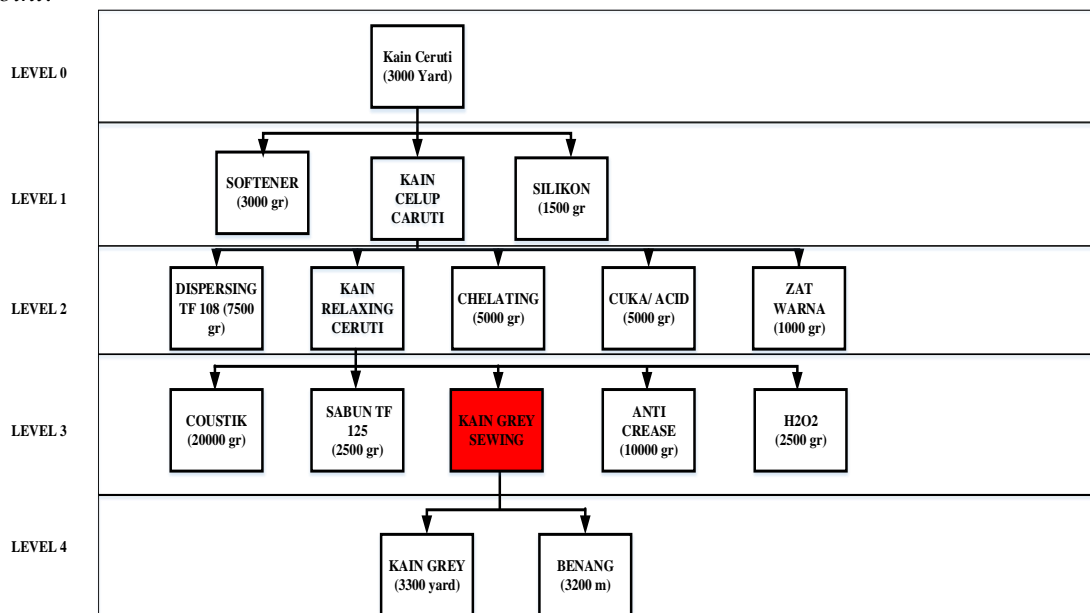 LEVEL 0
Kain Ceruti
(3000 Yard)
LEVEL 1
SOFTENER
(3000 gr)
KAIN
CELUP
CARUTI
SILIKON
(1500 gr
LEVEL 2
DISPERSING
TF 108 (7500
gr)
KAIN
RELAXING
CERUTI
CHELATING
(5000 gr)
CUKA/ ACID
(5000 gr)
ZAT
WARNA
(1000 gr)
LEVEL 3
COUSTIK
(20000 gr)
SABUN TF
125
(2500 gr)
KAIN GREY
SEWING
ANTI
CREASE
(10000 gr)
H2O2
(2500 gr)
LEVEL 4
KAIN GREY
(3300 yard)
BENANG
(3200 m)